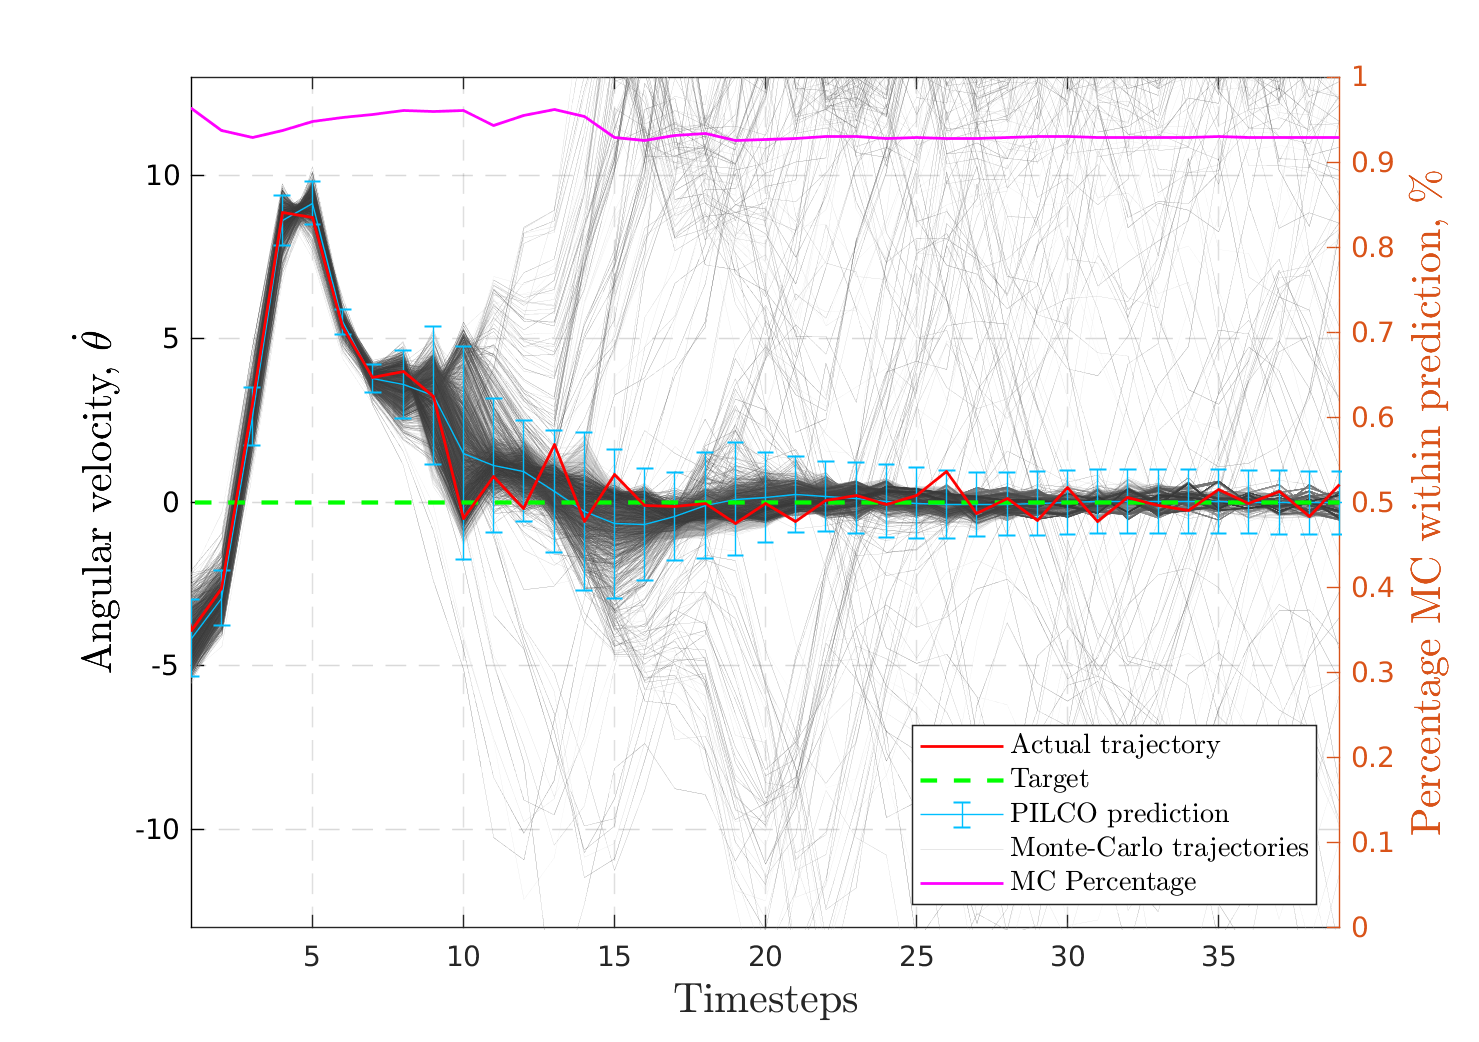 10
5
0
-5
-10
Angular velocity, θ̇
1
0.9
0.8
0.7
0.6
0.5
0.4
0.3
0.2
0.1
0
Percentage MC within prediction, %
Actual trajectory
Target
PILCO prediction
Monte-Carlo trajectories
MC Percentage
5 10 15 20 25 30 35
Timesteps